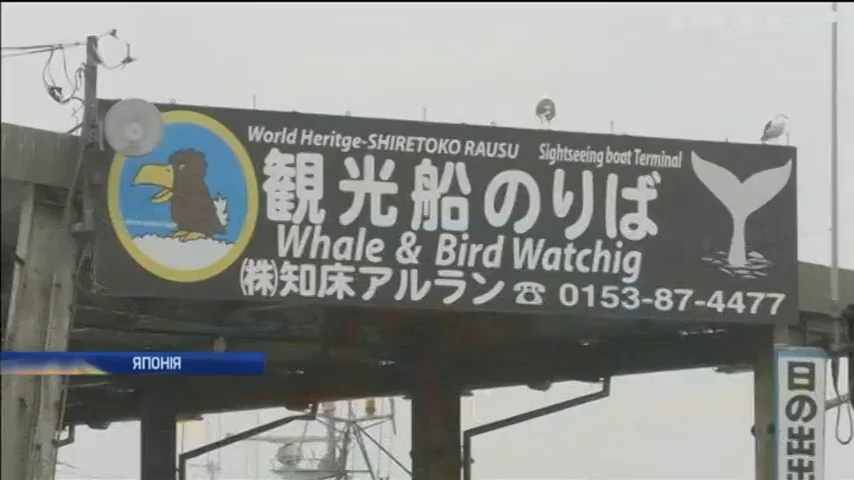 World Heritge-SHIRETOKO RAUSU
Sightseeing boat Terminal
観光船のりば
Whale & Bird Watchig
㈱知床アルラン ☎ 0153-87-4477
ЯПОНІЯ
日の出